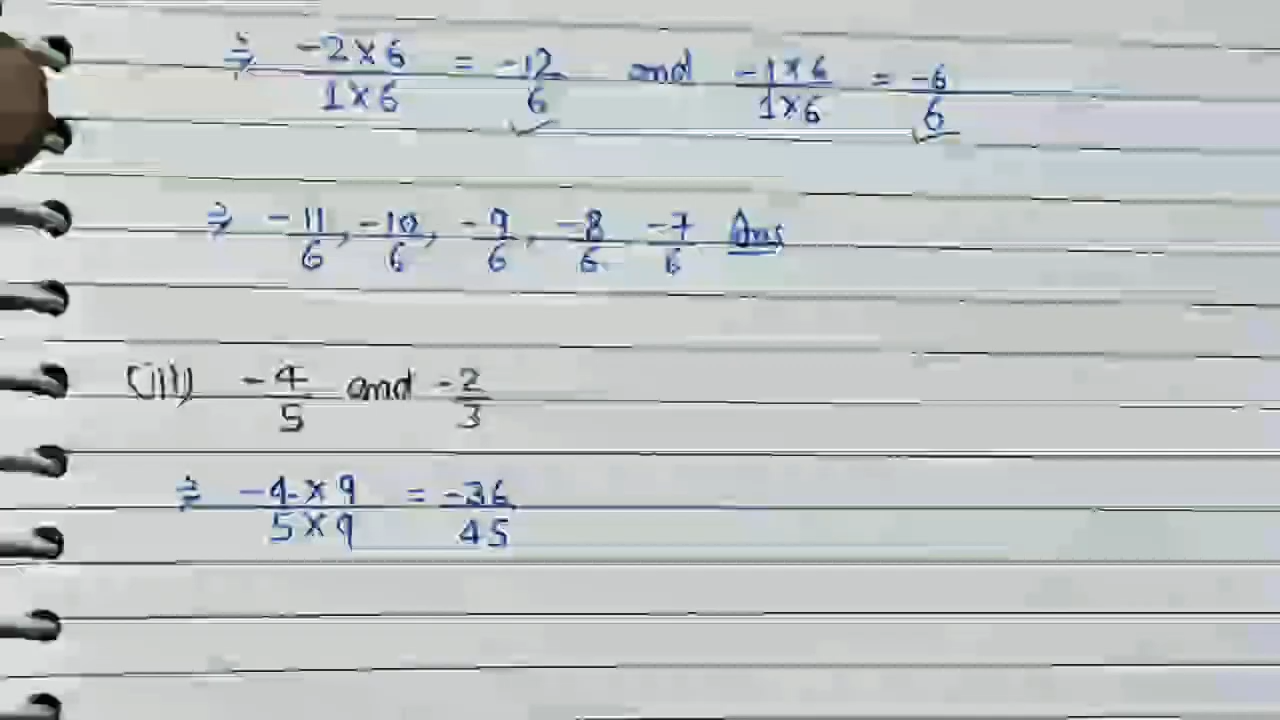 ⇒ -2×6/1×6 = -12/6 and -1×6/1×6 = -6/6
⇒ -11/6, -10/6, -9/6, -8/6 -7/6 Ans
(iii) -4/5 and -2/3
⇒ -4×9/5×9 = -36/45